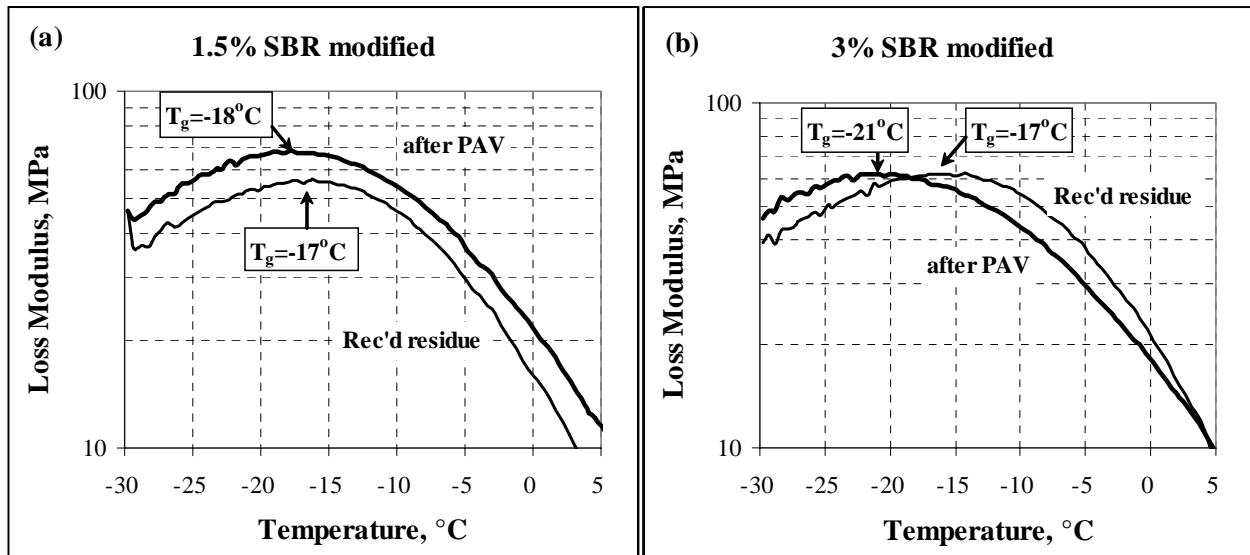 (a)
1.5% SBR modified
100
Tg=-18°C
after PAV
Tg=-17°C
Rec'd residue
10
-30 -25 -20 -15 -10 -5 0 5
Temperature, °C
Loss Modulus, MPa
(b)
3% SBR modified
100
Tg=-21°C
Tg=-17°C
Rec'd residue
after PAV
10
-30 -25 -20 -15 -10 -5 0 5
Temperature, °C
Loss Modulus, MPa